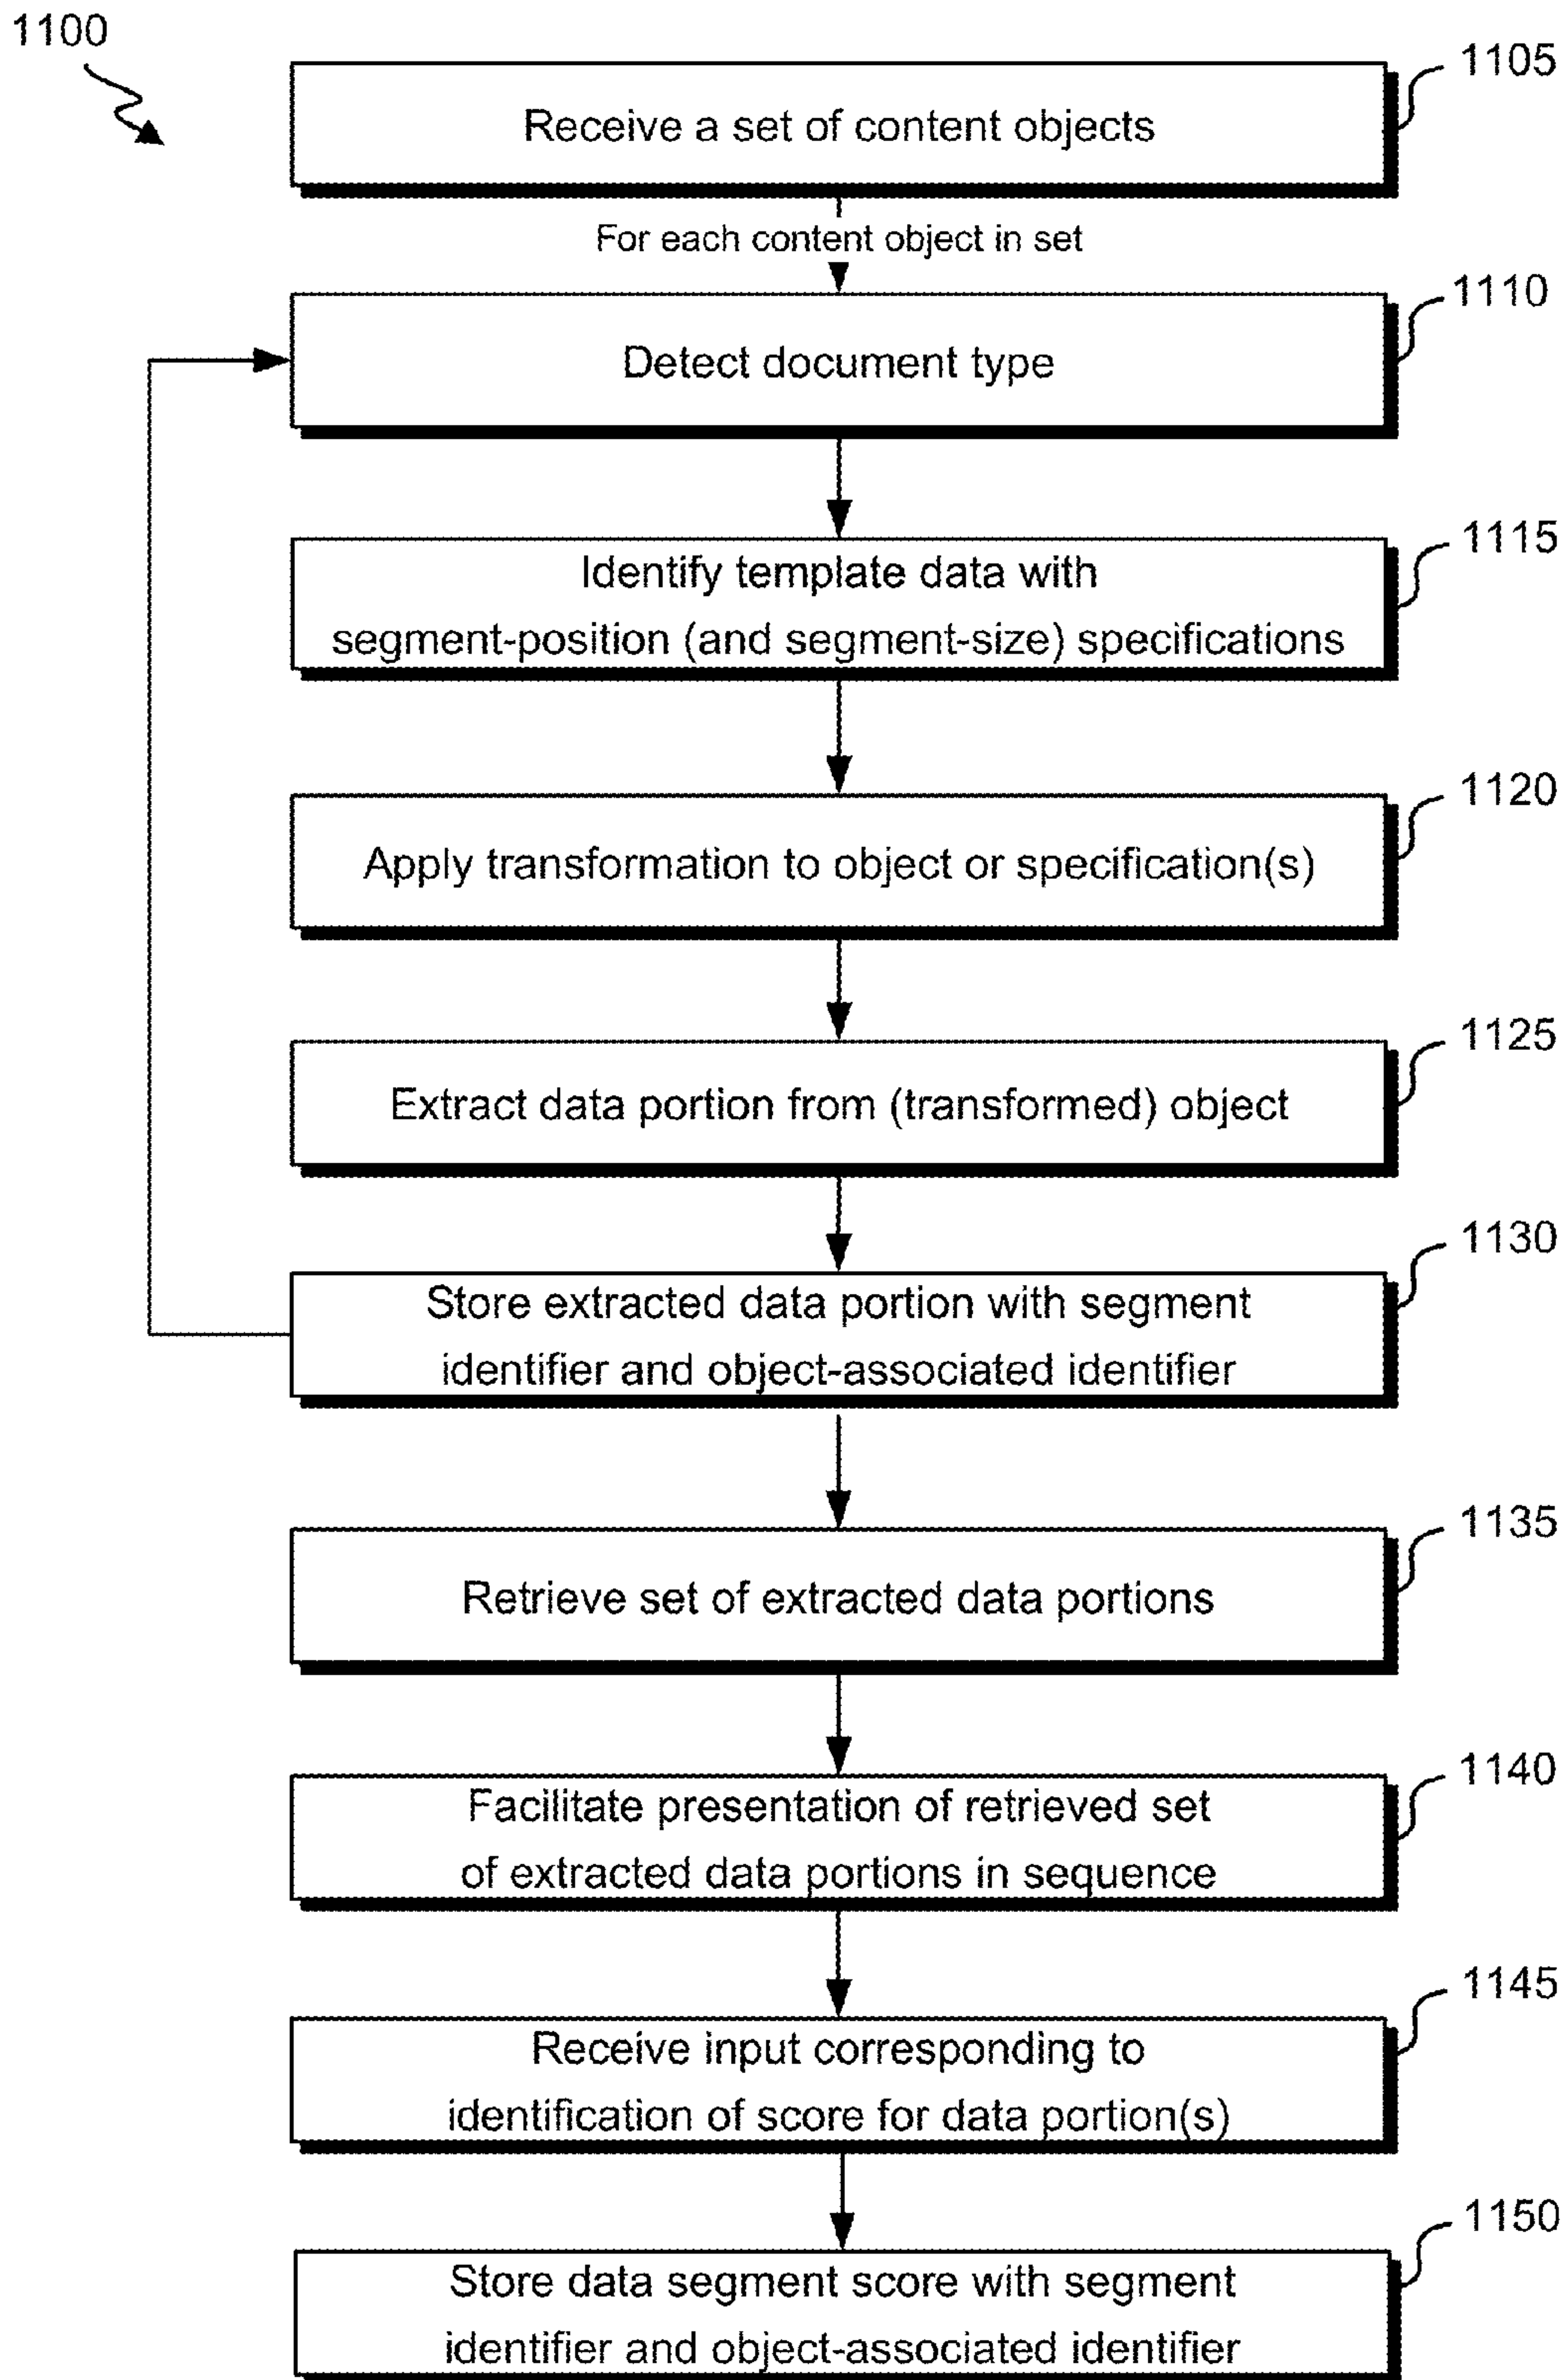 1100
1105
Receive a set of content objects
For each content object in set
1110
Detect document type
1115
Identify template data with
segment-position (and segment-size) specifications
1120
Apply transformation to object or specification(s)
1125
Extract data portion from (transformed) object
1130
Store extracted data portion with segment
identifier and object-associated identifier
1135
Retrieve set of extracted data portions
1140
Facilitate presentation of retrieved set
of extracted data portions in sequence
1145
Receive input corresponding to
identification of score for data portion(s)
1150
Store data segment score with segment
identifier and object-associated identifier